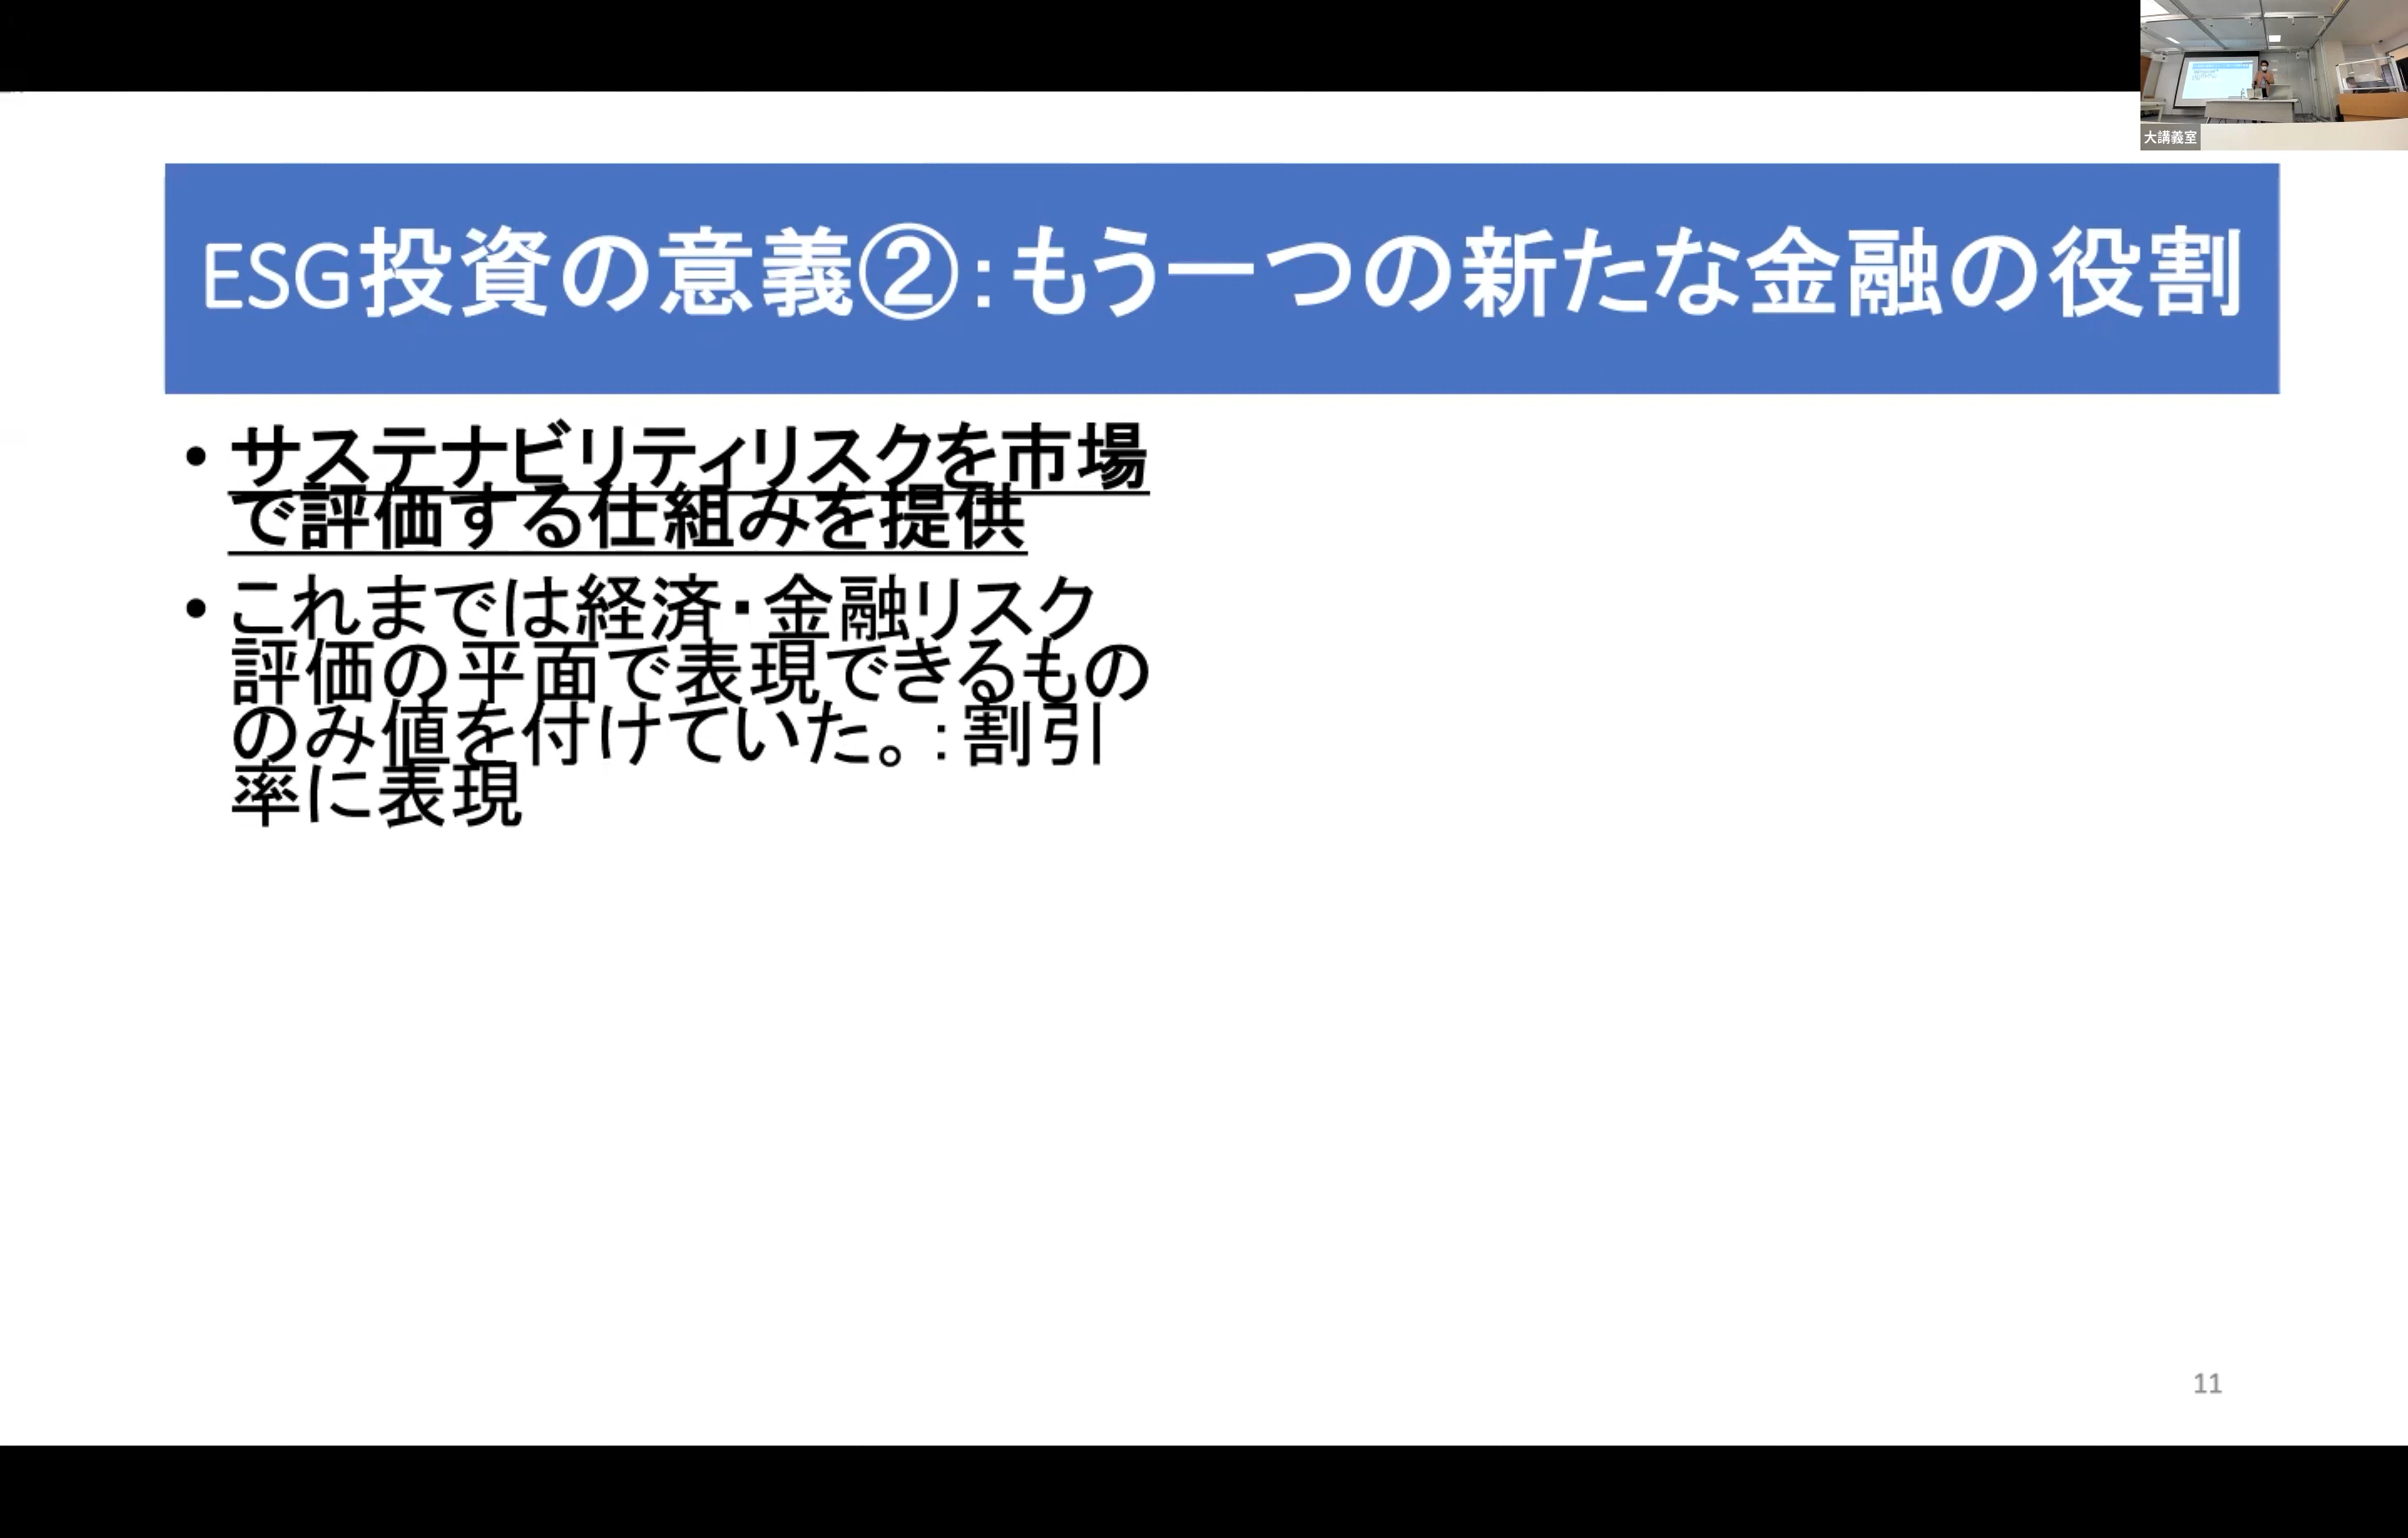 大講義室
ESG投資の意義②:もう一つの新たな金融の役割
• サステナビリティリスクを市場
で評価する仕組みを提供
• これまでは経済・金融リスク
評価の平面で表現できるもの
のみ値を付けていた。:割引
率に表現
11